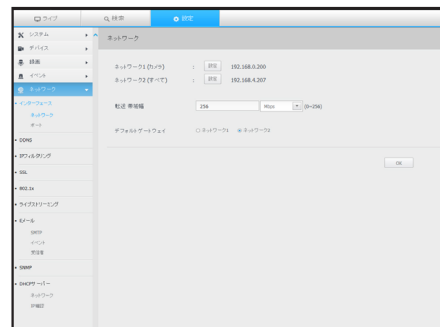 ライブ
検索
設定
システム
デバイス
録画
イベント
ネットワーク
インターフェース
ネットワーク
ポート
DDNS
IPフィルタリング
SSL
802.1x
ライブストリーミング
Eメール
SMTP
イベント
受信者
SNMP
DHCPサーバー
ネットワーク
IP確認
ネットワーク
ネットワーク1 (カメラ) : 設定 192.168.0.200
ネットワーク2 (すべて) : 設定 192.168.4.207
転送 帯域幅 256 Mbps (0~256)
デフォルトゲートウェイ ネットワーク1 ネットワーク2
OK